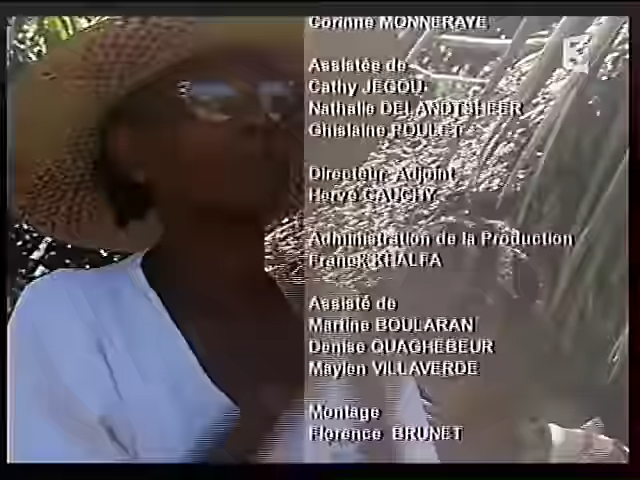 Corinne MONNERAYE
Assistée de
Cathy JEGOU
Nathalie DELANDTSHEER
Ghislaine POULET
Directeur Adjoint
Hervé GAUCHY
Administration de la Production
Franck KHALFA
Assisté de
Martine BOULARAN
Denise QUAGHEBEUR
Maylen VILLAVERDE
Montage
Florence BRUNET